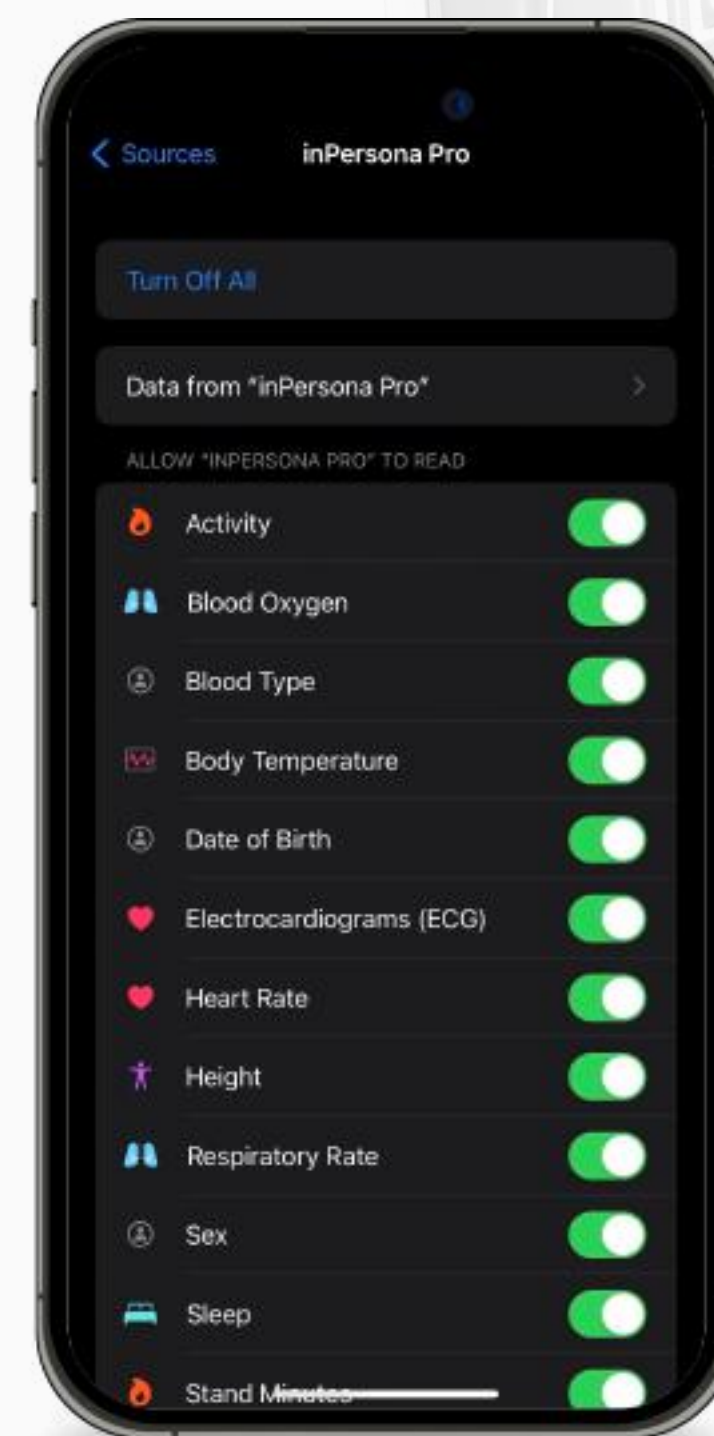 Sources
inPersona Pro
Turn Off All
Data from "inPersona Pro"
ALLOW "INPERSONA PRO" TO READ
Activity
Blood Oxygen
Blood Type
Body Temperature
Date of Birth
Electrocardiograms (ECG)
Heart Rate
Height
Respiratory Rate
Sex
Sleep
Stand Minutes